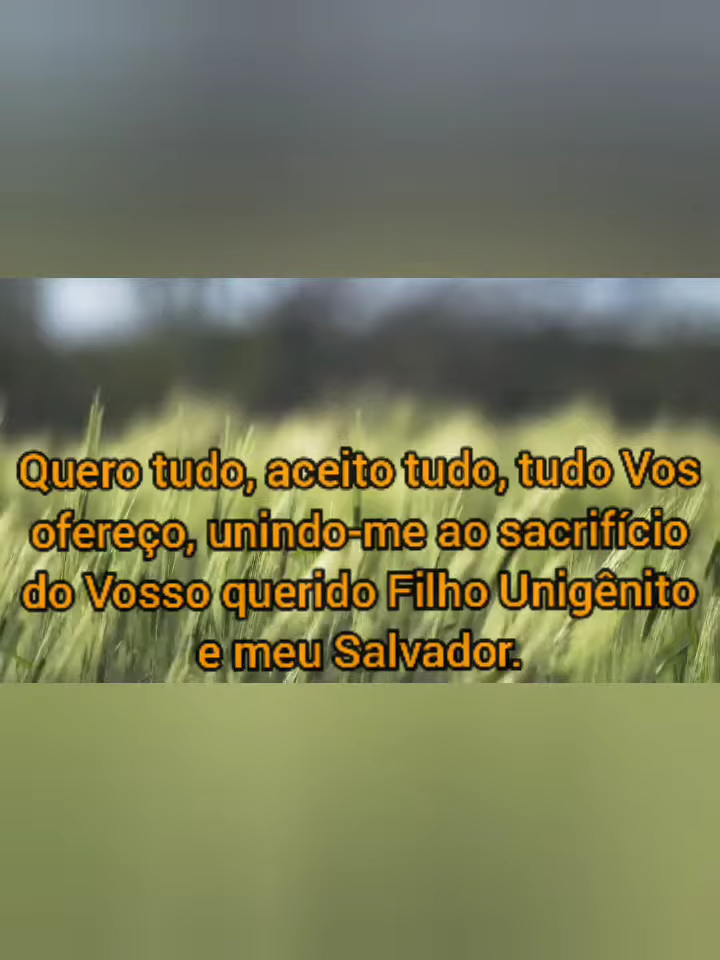 Quero tudo, aceito tudo, tudo Vos
ofereço, unindo-me ao sacrifício
do Vosso querido Filho Unigênito
e meu Salvador.